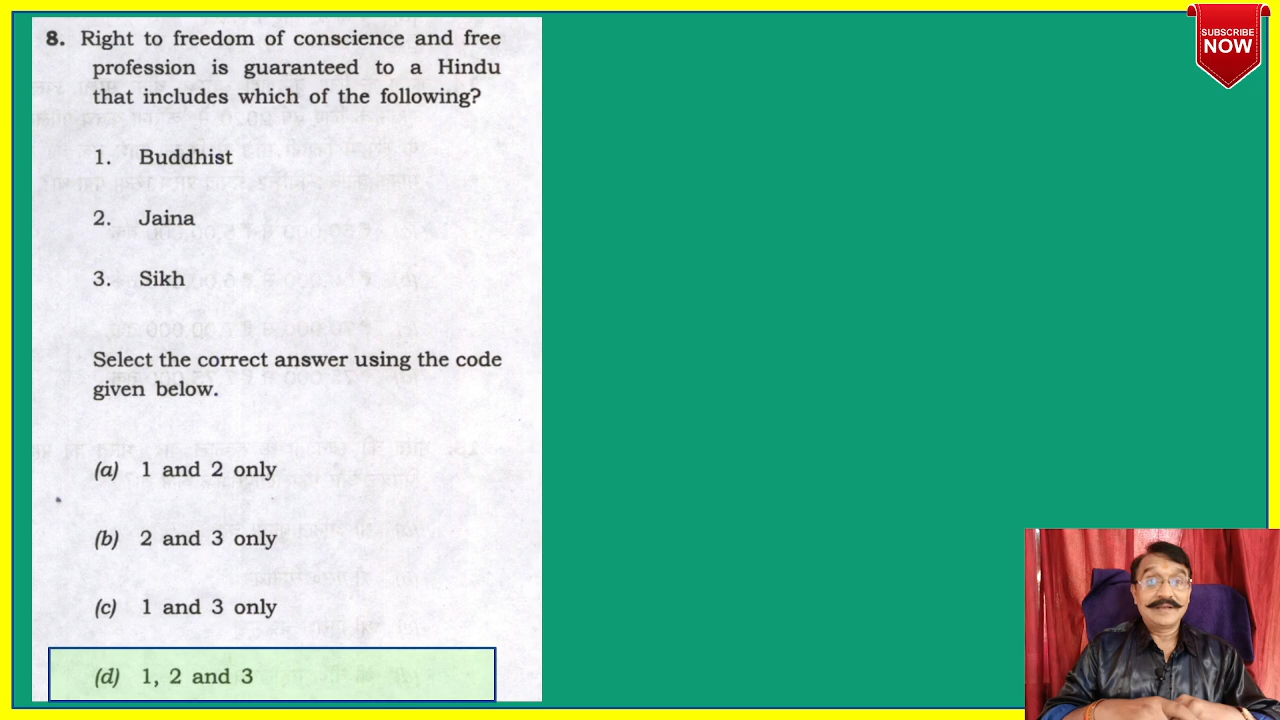 8. Right to freedom of conscience and free
profession is guaranteed to a Hindu
that includes which of the following?
1. Buddhist
2. Jaina
3. Sikh
Select the correct answer using the code
given below.
(a) 1 and 2 only
(b) 2 and 3 only
(c) 1 and 3 only
(d) 1, 2 and 3
SUBSCRIBE
NOW